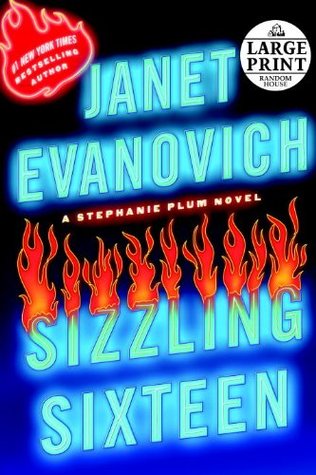 #1 NEW YORK TIMES
BESTSELLING
AUTHOR
LARGE
PRINT
RANDOM
HOUSE
JANET
EVANOVICH
A STEPHANIE PLUM NOVEL
SIZZLING
SIXTEEN